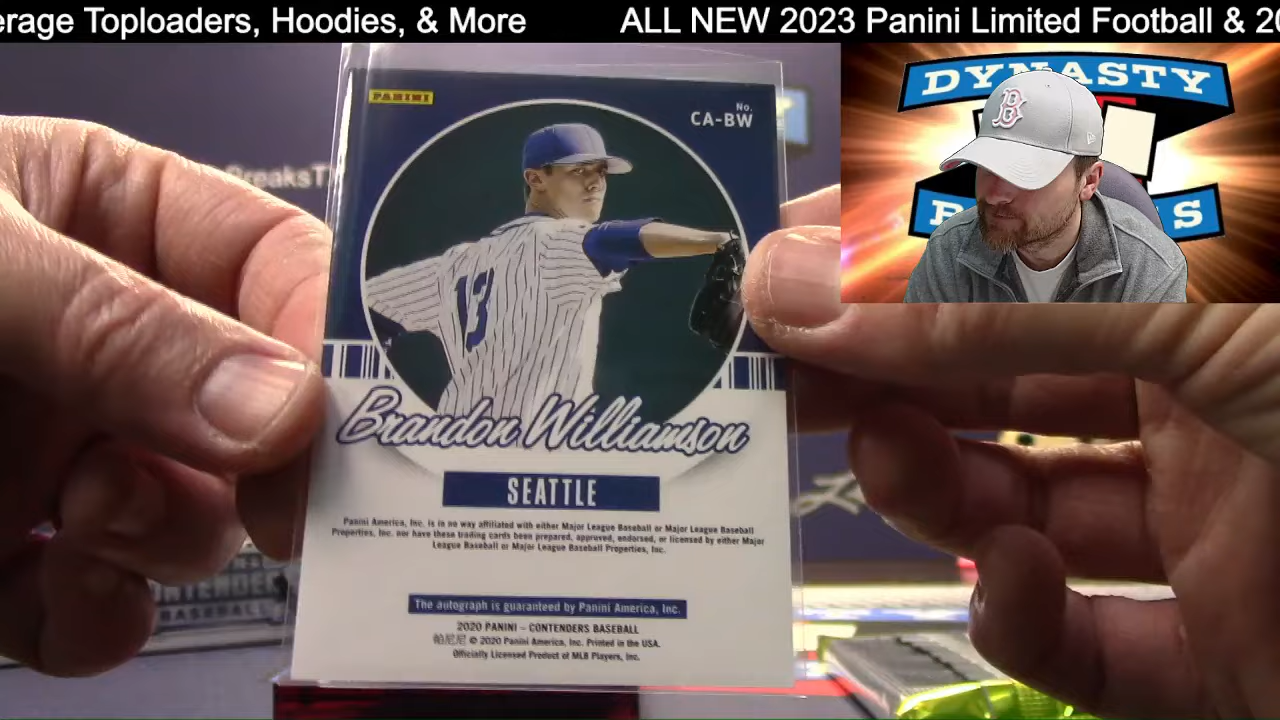 erage Toploaders, Hoodies, & More ALL NEW 2023 Panini Limited Football & 20
DYNASTY
B
S
PANINI
No.
CA-BW
reaksT
13
Brandon Williamson
SEATTLE
Panini America, Inc. is in no way affiliated with either Major League Baseball or Major League Baseball
Properties, Inc. nor have these trading cards been prepared, approved, endorsed, or licensed by either Major
League Baseball or Major League Baseball Properties, Inc.
The autograph is guaranteed by Panini America, Inc.
2020 PANINI – CONTENDERS BASEBALL
帕尼尼 © 2020 Panini America, Inc. Printed in the USA.
Officially Licensed Product of MLB Players, Inc.
CONTENDERS
BASEBALL